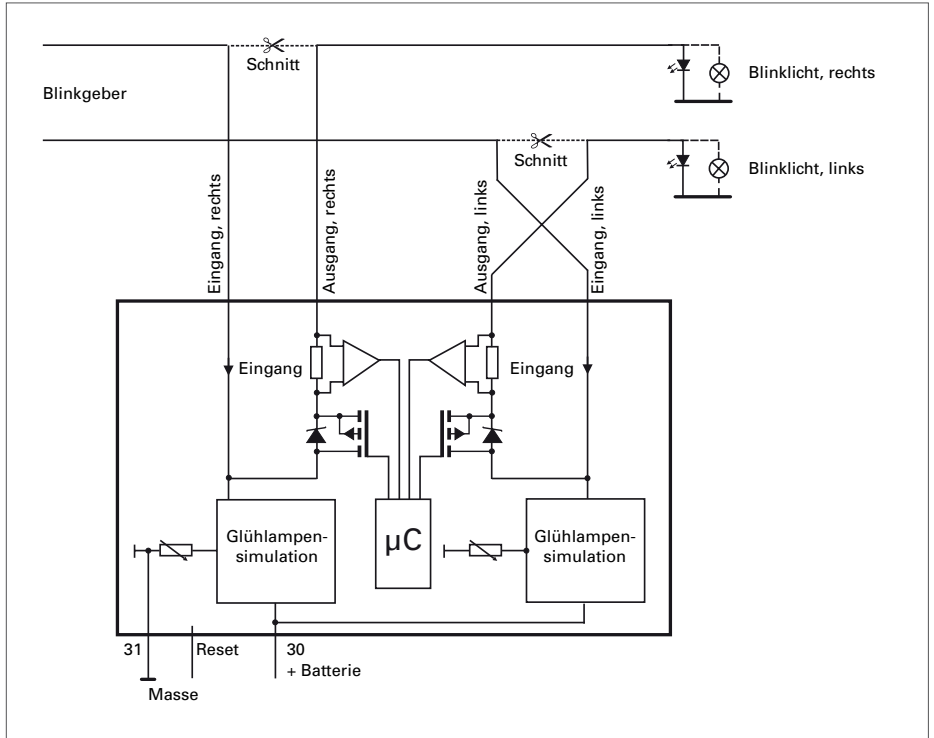 Schnitt
Blinklicht, rechts
Blinkgeber
Schnitt
Blinklicht, links
Eingang, rechts
Ausgang, rechts
Ausgang, links
Eingang, links
Eingang
Eingang
Glühlampen-
simulation
µC
Glühlampen-
simulation
31
Reset
30
+ Batterie
Masse